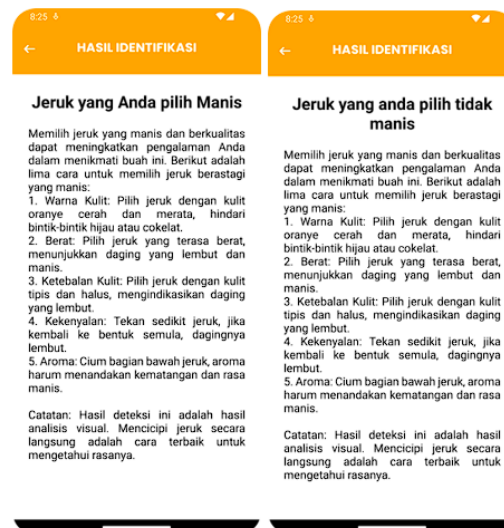 8:25
HASIL IDENTIFIKASI
Jeruk yang Anda pilih Manis
Memilih jeruk yang manis dan berkualitas
dapat meningkatkan pengalaman Anda
dalam menikmati buah ini. Berikut adalah
lima cara untuk memilih jeruk berastagi
yang manis:
1. Warna Kulit: Pilih jeruk dengan kulit
oranye cerah dan merata, hindari
bintik-bintik hijau atau cokelat.
2. Berat: Pilih jeruk yang terasa berat,
menunjukkan daging yang lembut dan
manis.
3. Ketebalan Kulit: Pilih jeruk dengan kulit
tipis dan halus, mengindikasikan daging
yang lembut.
4. Kekenyalan: Tekan sedikit jeruk, jika
kembali ke bentuk semula, dagingnya
lembut.
5. Aroma: Cium bagian bawah jeruk, aroma
harum menandakan kematangan dan rasa
manis.
Catatan: Hasil deteksi ini adalah hasil
analisis visual. Mencicipi jeruk secara
langsung adalah cara terbaik untuk
mengetahui rasanya.
8:25
HASIL IDENTIFIKASI
Jeruk yang anda pilih tidak
manis
Memilih jeruk yang manis dan berkualitas
dapat meningkatkan pengalaman Anda
dalam menikmati buah ini. Berikut adalah
lima cara untuk memilih jeruk berastagi
yang manis:
1. Warna Kulit: Pilih jeruk dengan kulit
oranye cerah dan merata, hindari
bintik-bintik hijau atau cokelat.
2. Berat: Pilih jeruk yang terasa berat,
menunjukkan daging yang lembut dan
manis.
3. Ketebalan Kulit: Pilih jeruk dengan kulit
tipis dan halus, mengindikasikan daging
yang lembut.
4. Kekenyalan: Tekan sedikit jeruk, jika
kembali ke bentuk semula, dagingnya
lembut.
5. Aroma: Cium bagian bawah jeruk, aroma
harum menandakan kematangan dan rasa
manis.
Catatan: Hasil deteksi ini adalah hasil
analisis visual. Mencicipi jeruk secara
langsung adalah cara terbaik untuk
mengetahui rasanya.